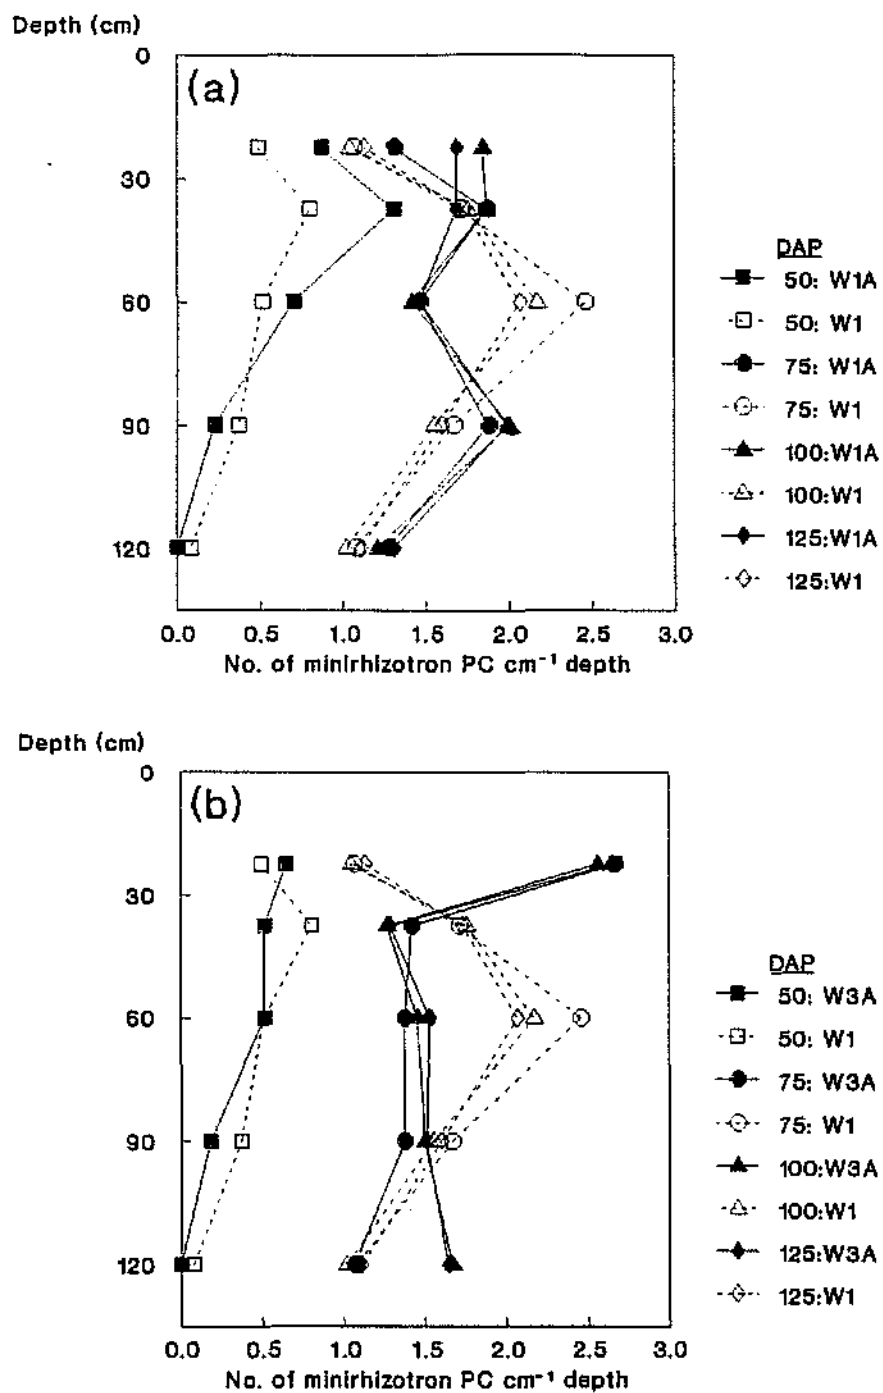 Depth (cm)
0
(a)
30
60
90
120
0.0 0.5 1.0 1.5 2.0 2.5 3.0
No. of minirhizotron PC cm⁻¹ depth
DAP
50: W1A
50: W1
75: W1A
75: W1
100:W1A
100:W1
125:W1A
125:W1
Depth (cm)
0
(b)
30
60
90
120
0.0 0.5 1.0 1.5 2.0 2.5 3.0
No. of minirhizotron PC cm⁻¹ depth
DAP
50: W3A
50: W1
75: W3A
75: W1
100:W3A
100:W1
125:W3A
125:W1